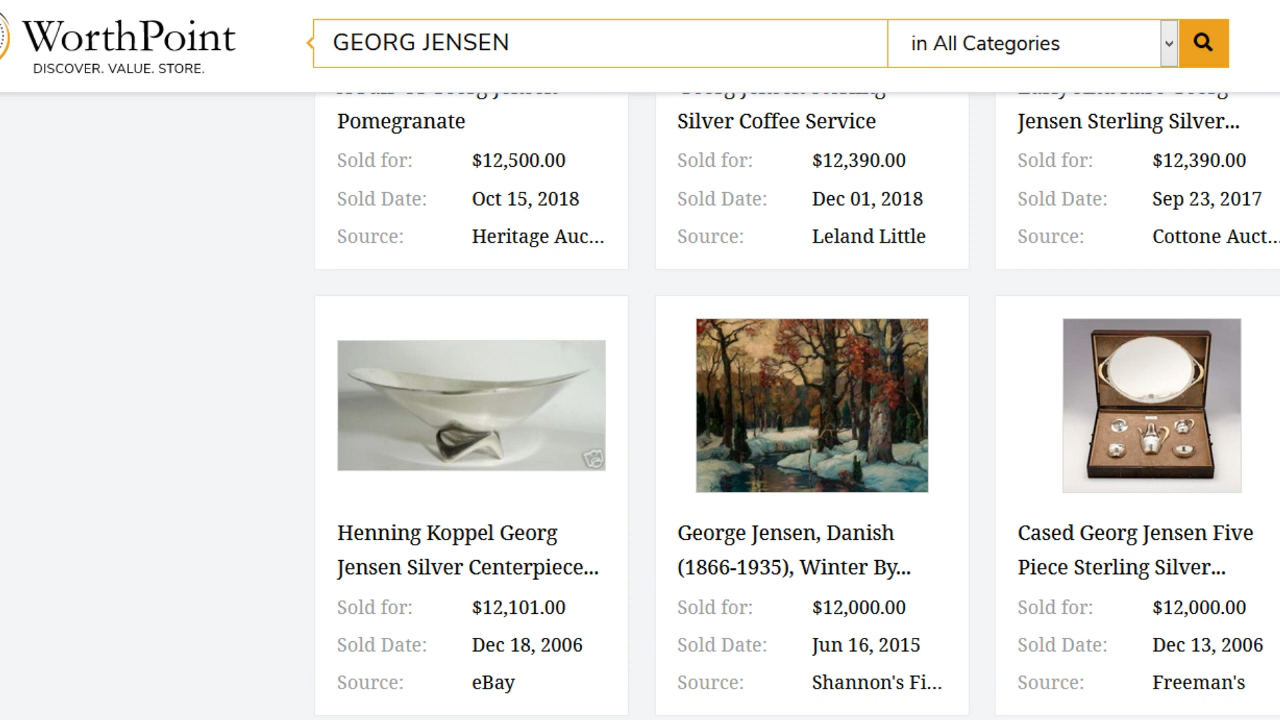 WorthPoint
DISCOVER. VALUE. STORE.
GEORG JENSEN
in All Categories
Pomegranate
Sold for: $12,500.00
Sold Date: Oct 15, 2018
Source: Heritage Auc...
Silver Coffee Service
Sold for: $12,390.00
Sold Date: Dec 01, 2018
Source: Leland Little
Jensen Sterling Silver...
Sold for: $12,390.00
Sold Date: Sep 23, 2017
Source: Cottone Auct...
Henning Koppel Georg
Jensen Silver Centerpiece...
Sold for: $12,101.00
Sold Date: Dec 18, 2006
Source: eBay
George Jensen, Danish
(1866-1935), Winter By...
Sold for: $12,000.00
Sold Date: Jun 16, 2015
Source: Shannon's Fi...
Cased Georg Jensen Five
Piece Sterling Silver...
Sold for: $12,000.00
Sold Date: Dec 13, 2006
Source: Freeman's